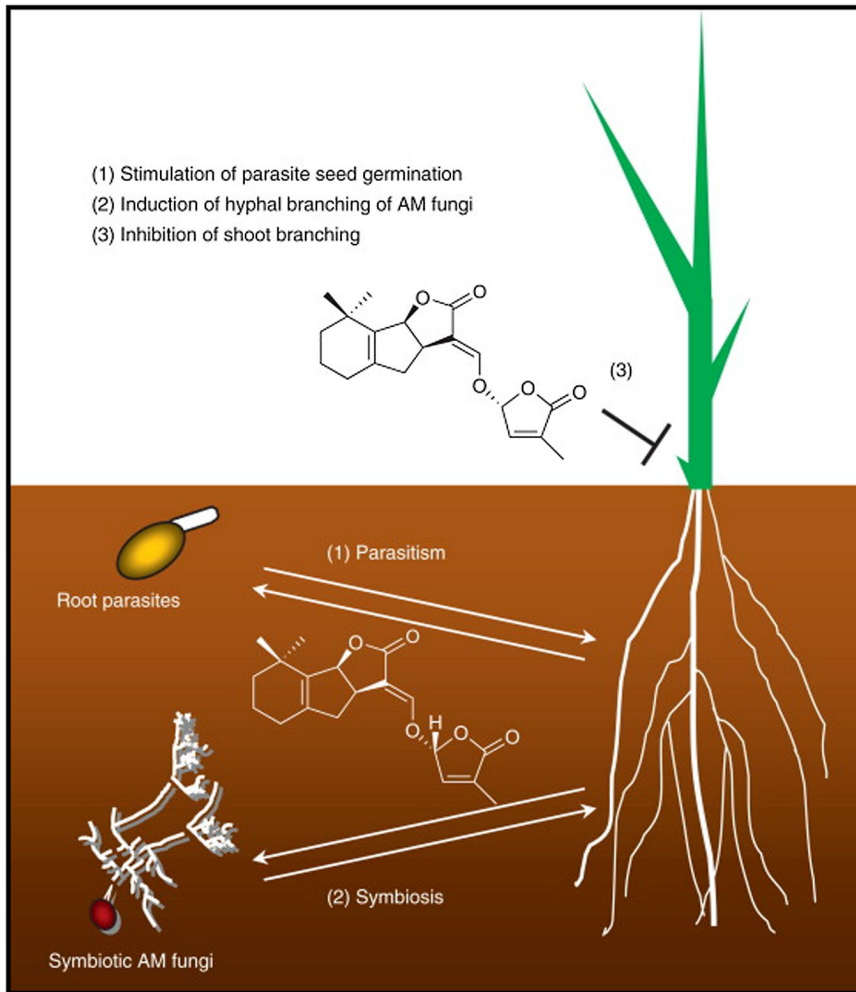 (1) Stimulation of parasite seed germination
(2) Induction of hyphal branching of AM fungi
(3) Inhibition of shoot branching
O
O
O
O
O
(3)
(1) Parasitism
Root parasites
O
O
O
H
O
O
(2) Symbiosis
Symbiotic AM fungi